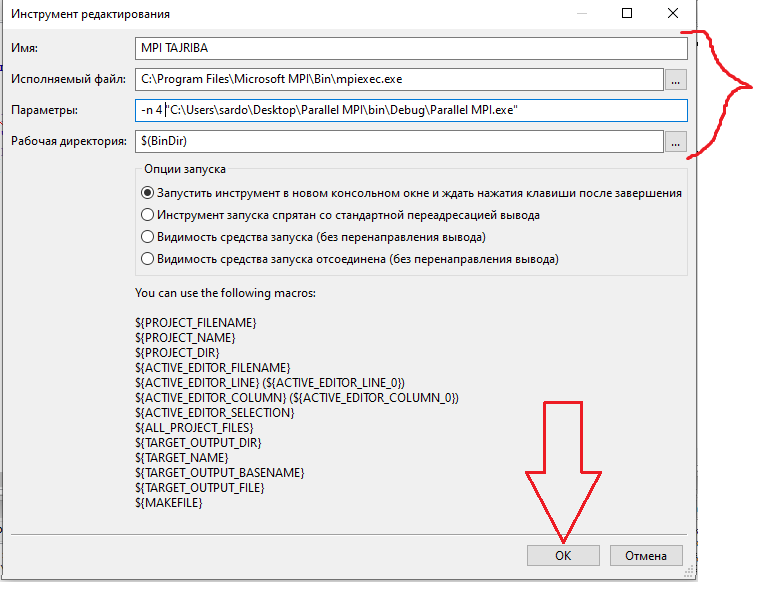 Инструмент редактирования
Имя: MPI TAJRIBA
Исполняемый файл: C:\Program Files\Microsoft MPI\Bin\mpiexec.exe ...
Параметры: -n 4 "C:\Users\sardo\Desktop\Parallel MPI\bin\Debug\Parallel MPI.exe"
Рабочая директория: $(BinDir) ...
Опции запуска
Запустить инструмент в новом консольном окне и ждать нажатия клавиши после завершения
Инструмент запуска спрятан со стандартной переадресацией вывода
Видимость средства запуска (без перенаправления вывода)
Видимость средства запуска отсоединена (без перенаправления вывода)
You can use the following macros:
${PROJECT_FILENAME}
${PROJECT_NAME}
${PROJECT_DIR}
${ACTIVE_EDITOR_FILENAME}
${ACTIVE_EDITOR_LINE} (${ACTIVE_EDITOR_LINE_0})
${ACTIVE_EDITOR_COLUMN} (${ACTIVE_EDITOR_COLUMN_0})
${ACTIVE_EDITOR_SELECTION}
${ALL_PROJECT_FILES}
${TARGET_OUTPUT_DIR}
${TARGET_NAME}
${TARGET_OUTPUT_BASENAME}
${TARGET_OUTPUT_FILE}
${MAKEFILE}
OK Отмена